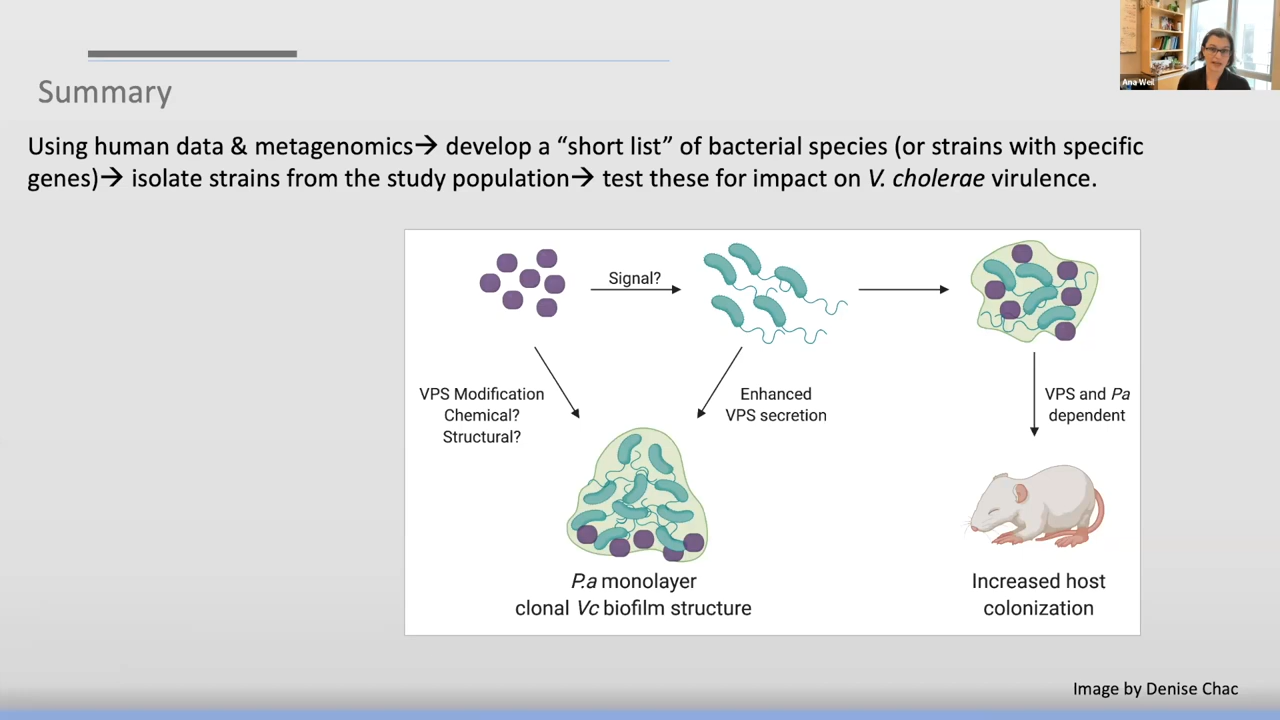 Ana Weil
Summary
Using human data & metagenomics→ develop a “short list” of bacterial species (or strains with specific
genes)→ isolate strains from the study population→ test these for impact on V. cholerae virulence.
Signal?
VPS Modification
Chemical?
Structural?
Enhanced
VPS secretion
VPS and Pa
dependent
P.a monolayer
clonal Vc biofilm structure
Increased host
colonization
Image by Denise Chac